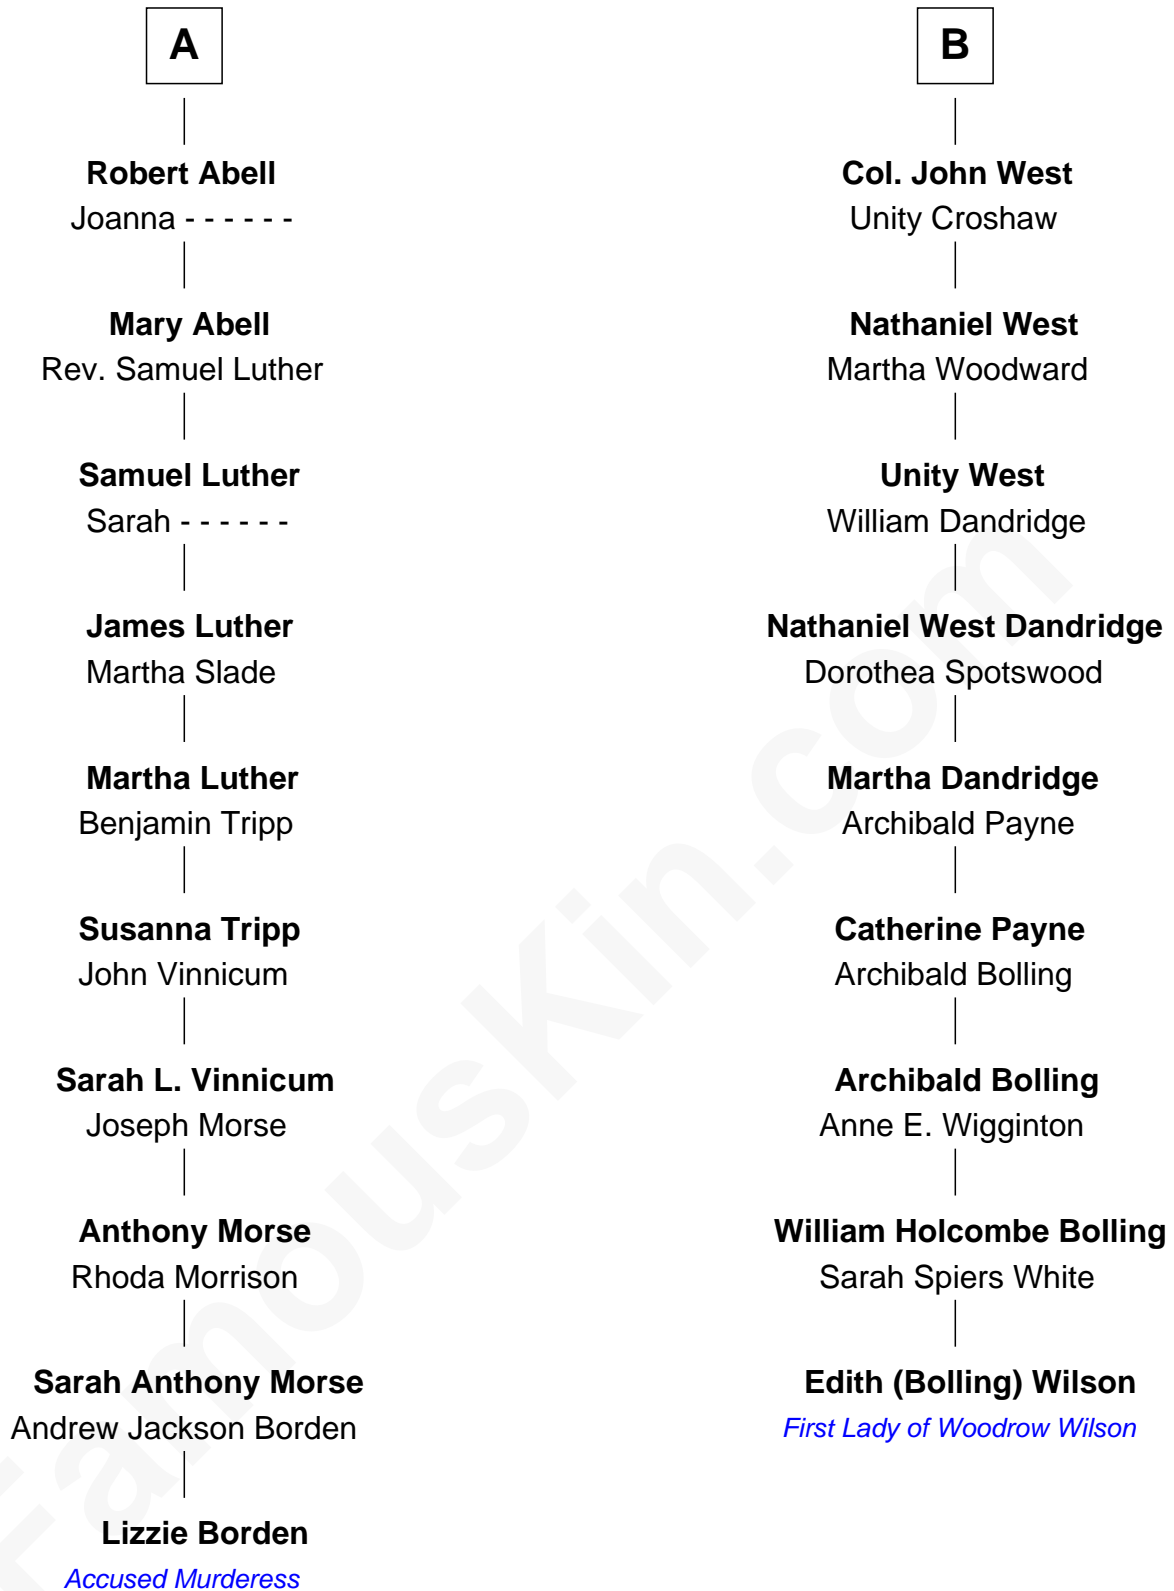 A
Robert Abell
Joanna - - - - - -
Mary Abell
Rev. Samuel Luther
Samuel Luther
Sarah - - - - - -
James Luther
Martha Slade
Martha Luther
Benjamin Tripp
Susanna Tripp
John Vinnicum
Sarah L. Vinnicum
Joseph Morse
Anthony Morse
Rhoda Morrison
Sarah Anthony Morse
Andrew Jackson Borden
Lizzie Borden
Accused Murderess
B
Col. John West
Unity Croshaw
Nathaniel West
Martha Woodward
Unity West
William Dandridge
Nathaniel West Dandridge
Dorothea Spotswood
Martha Dandridge
Archibald Payne
Catherine Payne
Archibald Bolling
Archibald Bolling
Anne E. Wigginton
William Holcombe Bolling
Sarah Spiers White
Edith (Bolling) Wilson
First Lady of Woodrow Wilson
FamousKin.com